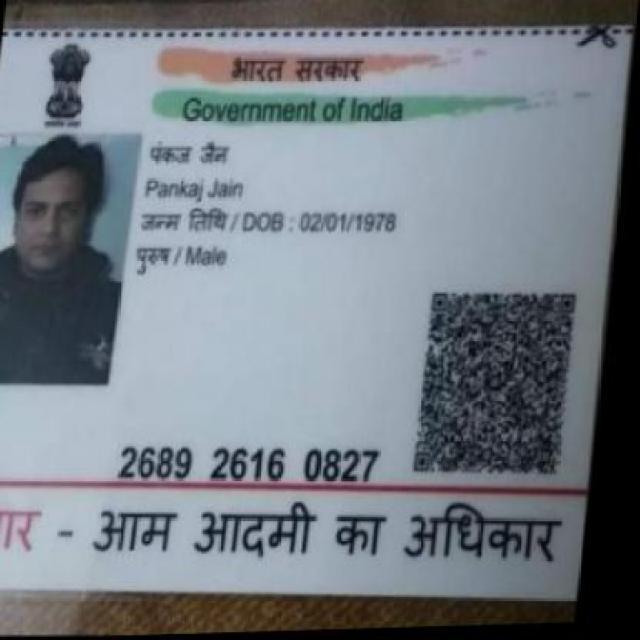 भारत सरकार
Government of India
पंकज जैन
Pankaj Jain
जन्म तिथि / DOB : 02/01/1978
पुरुष / Male
2689 2616 0827
- आम आदमी का अधिकार